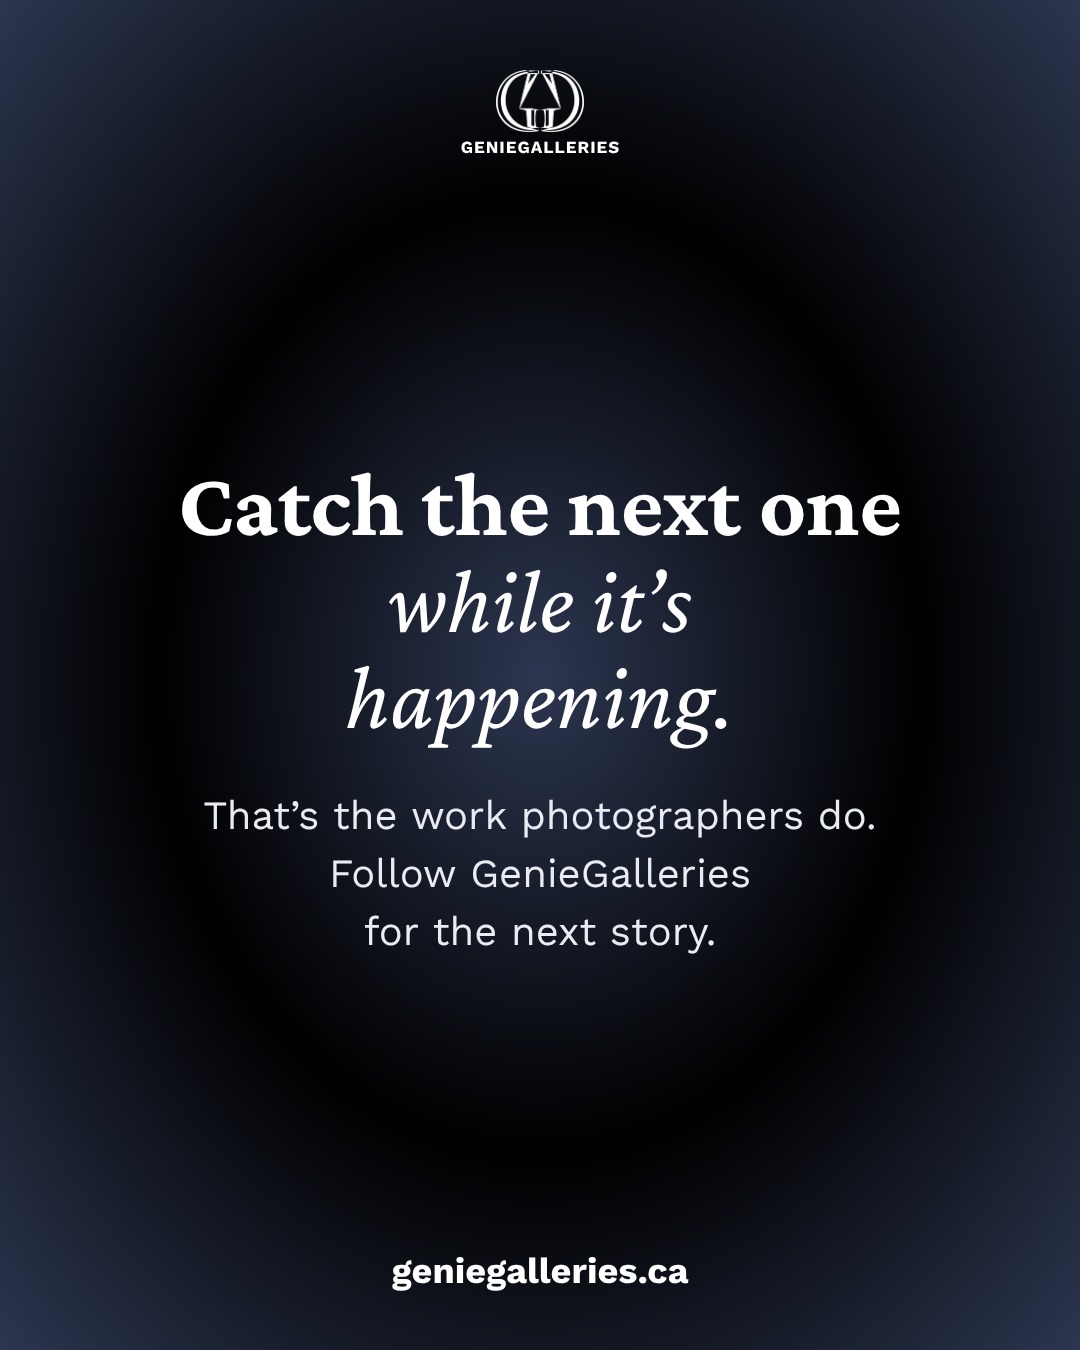 GENIEGALLERIES
Catch the next one
while it’s
happening.
That’s the work photographers do.
Follow GenieGalleries
for the next story.
geniegalleries.ca